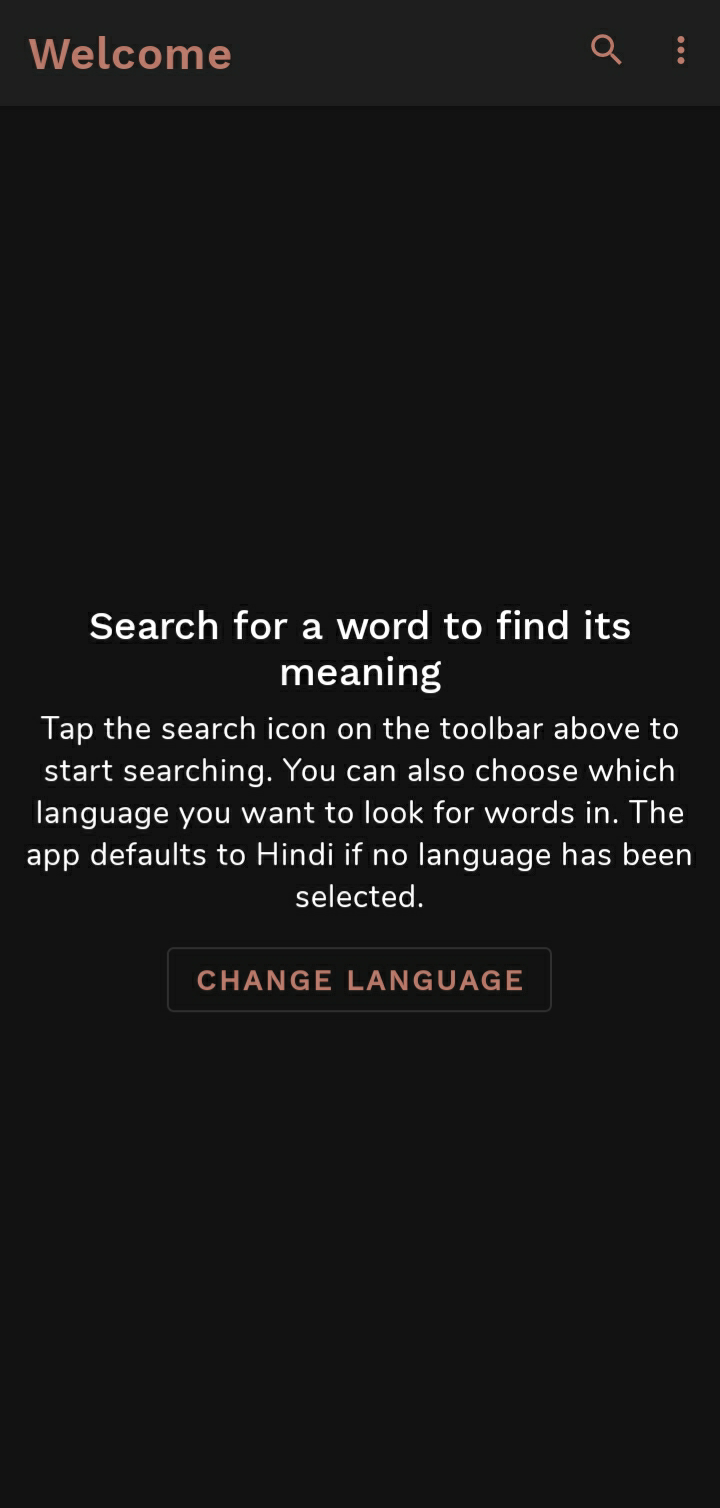 Welcome
Search for a word to find its
meaning
Tap the search icon on the toolbar above to
start searching. You can also choose which
language you want to look for words in. The
app defaults to Hindi if no language has been
selected.
CHANGE LANGUAGE